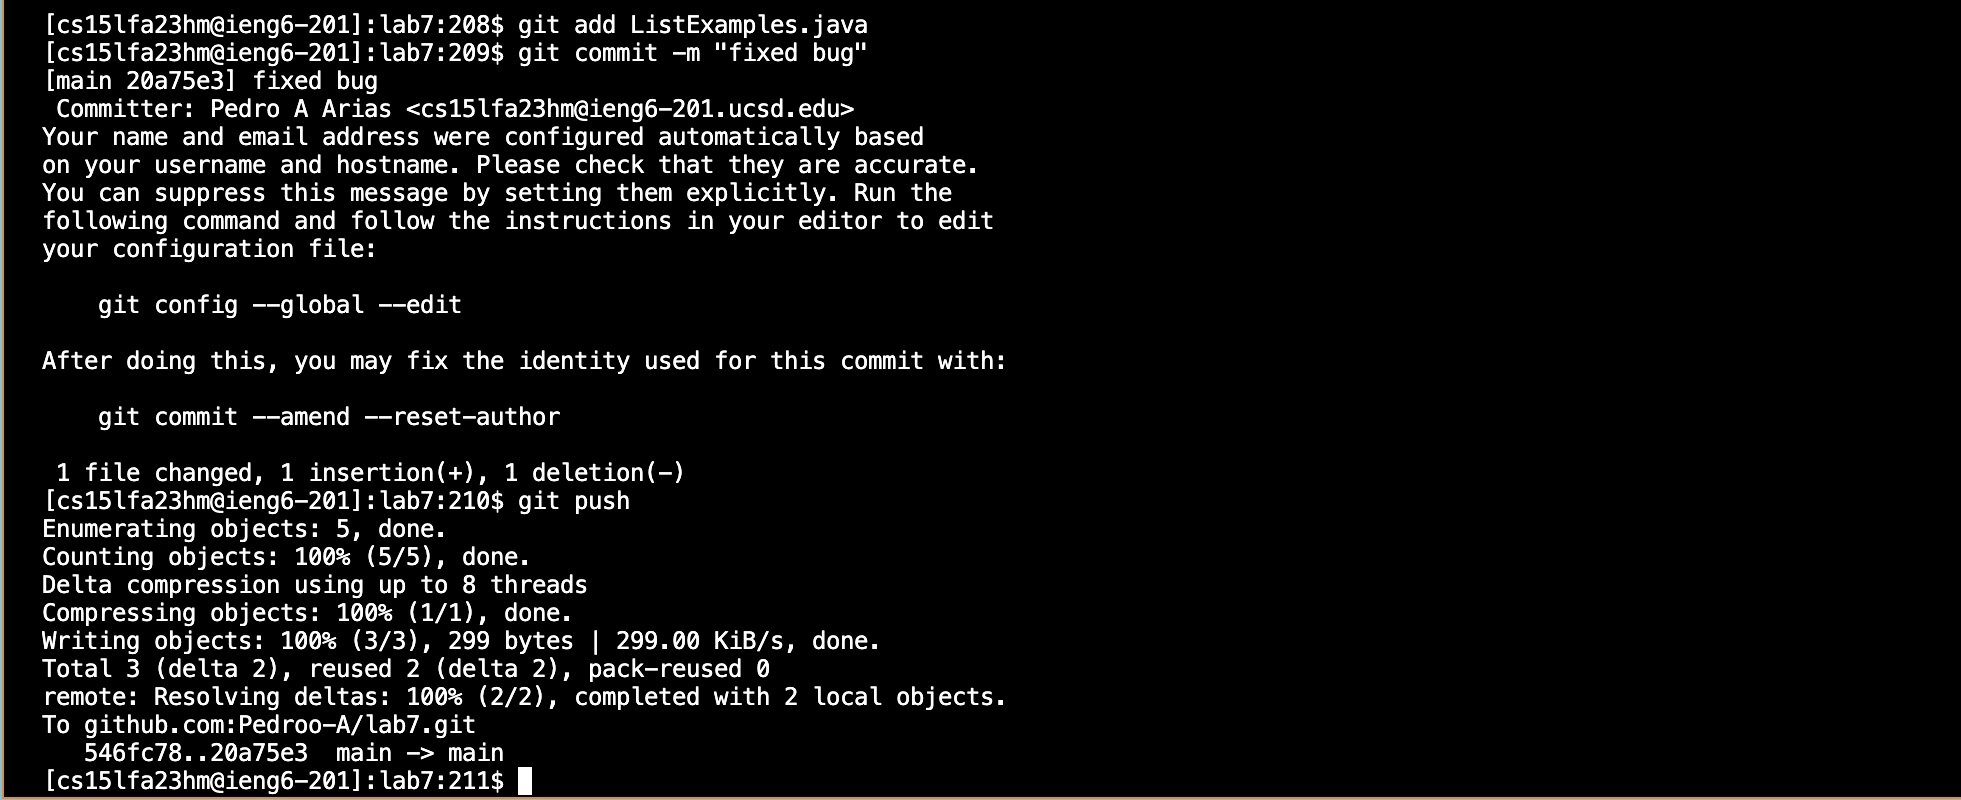 [cs15lfa23hm@ieng6-201]:lab7:208$ git add ListExamples.java
[cs15lfa23hm@ieng6-201]:lab7:209$ git commit -m "fixed bug"
[main 20a75e3] fixed bug
 Committer: Pedro A Arias <cs15lfa23hm@ieng6-201.ucsd.edu>
Your name and email address were configured automatically based
on your username and hostname. Please check that they are accurate.
You can suppress this message by setting them explicitly. Run the
following command and follow the instructions in your editor to edit
your configuration file:

    git config --global --edit

After doing this, you may fix the identity used for this commit with:

    git commit --amend --reset-author

 1 file changed, 1 insertion(+), 1 deletion(-)
[cs15lfa23hm@ieng6-201]:lab7:210$ git push
Enumerating objects: 5, done.
Counting objects: 100% (5/5), done.
Delta compression using up to 8 threads
Compressing objects: 100% (1/1), done.
Writing objects: 100% (3/3), 299 bytes | 299.00 KiB/s, done.
Total 3 (delta 2), reused 2 (delta 2), pack-reused 0
remote: Resolving deltas: 100% (2/2), completed with 2 local objects.
To github.com:Pedroo-A/lab7.git
   546fc78..20a75e3  main -> main
[cs15lfa23hm@ieng6-201]:lab7:211$